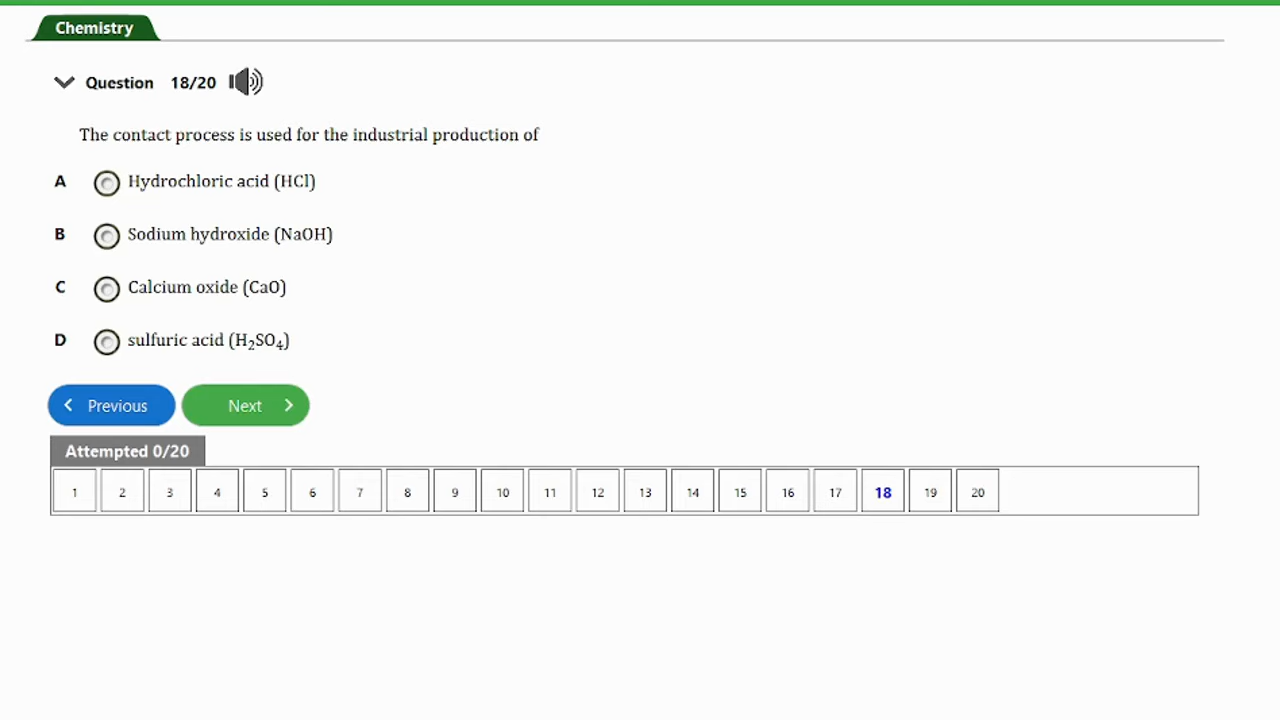 Chemistry
Question 18/20
The contact process is used for the industrial production of
A Hydrochloric acid (HCl)
B Sodium hydroxide (NaOH)
C Calcium oxide (CaO)
D sulfuric acid (H₂SO₄)
Previous Next
Attempted 0/20
1 2 3 4 5 6 7 8 9 10 11 12 13 14 15 16 17 18 19 20